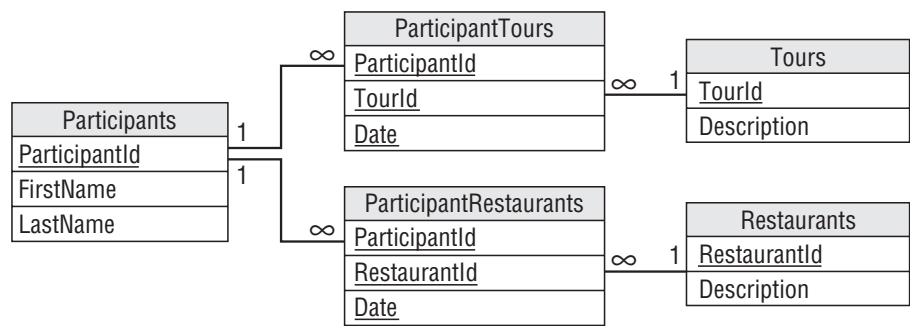 Participants
ParticipantId
FirstName
LastName
1
1
∞
∞
ParticipantTours
ParticipantId
TourId
Date
∞
1
Tours
TourId
Description
ParticipantRestaurants
ParticipantId
RestaurantId
Date
∞
1
Restaurants
RestaurantId
Description